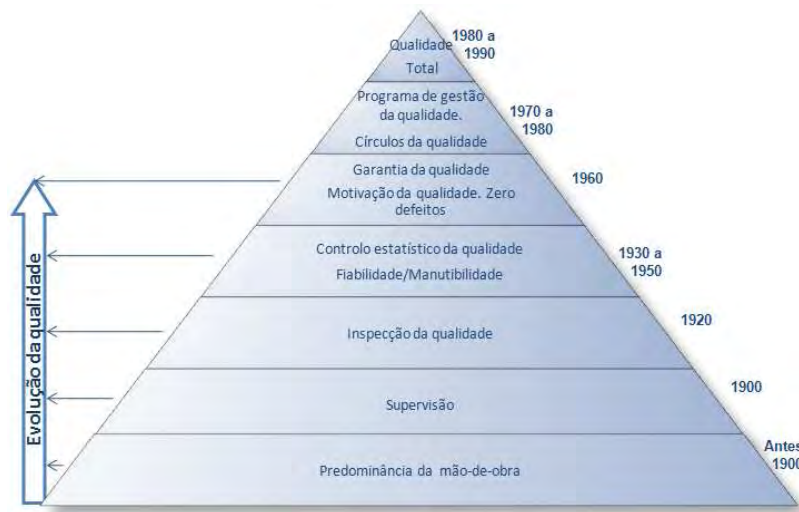 Qualidade
Total
1980 a
1990
Programa de gestão
da qualidade.
Círculos da qualidade
1970 a
1980
Garantia da qualidade
Motivação da qualidade. Zero
defeitos
1960
Controlo estatístico da qualidade
Fiabilidade/Manutibilidade
1930 a
1950
Inspecção da qualidade
1920
Supervisão
1900
Predominância da mão-de-obra
Antes
1900
Evolução da qualidade